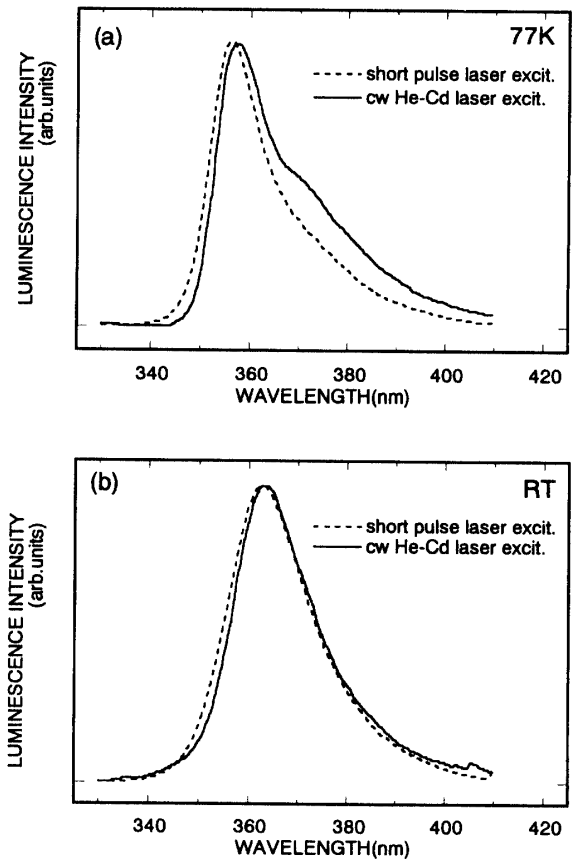 (a)
77K
short pulse laser excit.
cw He-Cd laser excit.
LUMINESCENCE INTENSITY
(arb.units)
340 360 380 400 420
WAVELENGTH(nm)
(b)
RT
short pulse laser excit.
cw He-Cd laser excit.
LUMINESCENCE INTENSITY
(arb.units)
340 360 380 400 420
WAVELENGTH(nm)